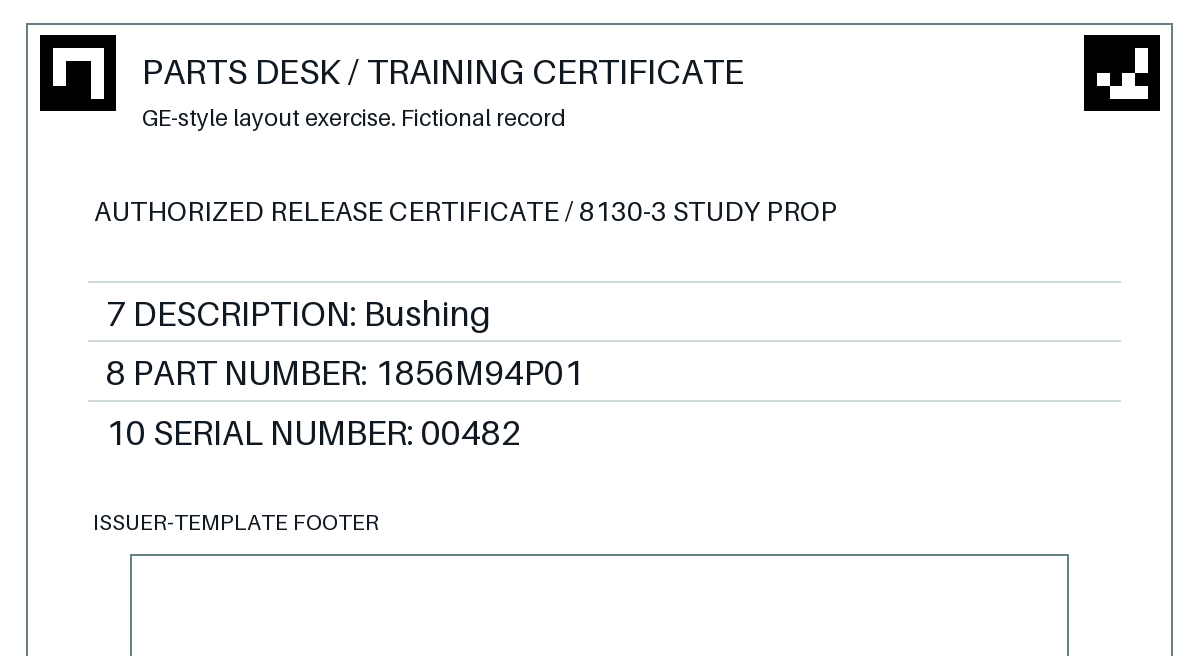 PARTS DESK / TRAINING CERTIFICATE
GE-style layout exercise. Fictional record
AUTHORIZED RELEASE CERTIFICATE / 8130-3 STUDY PROP
7 DESCRIPTION: Bushing
8 PART NUMBER: 1856M94P01
10 SERIAL NUMBER: 00482
ISSUER-TEMPLATE FOOTER